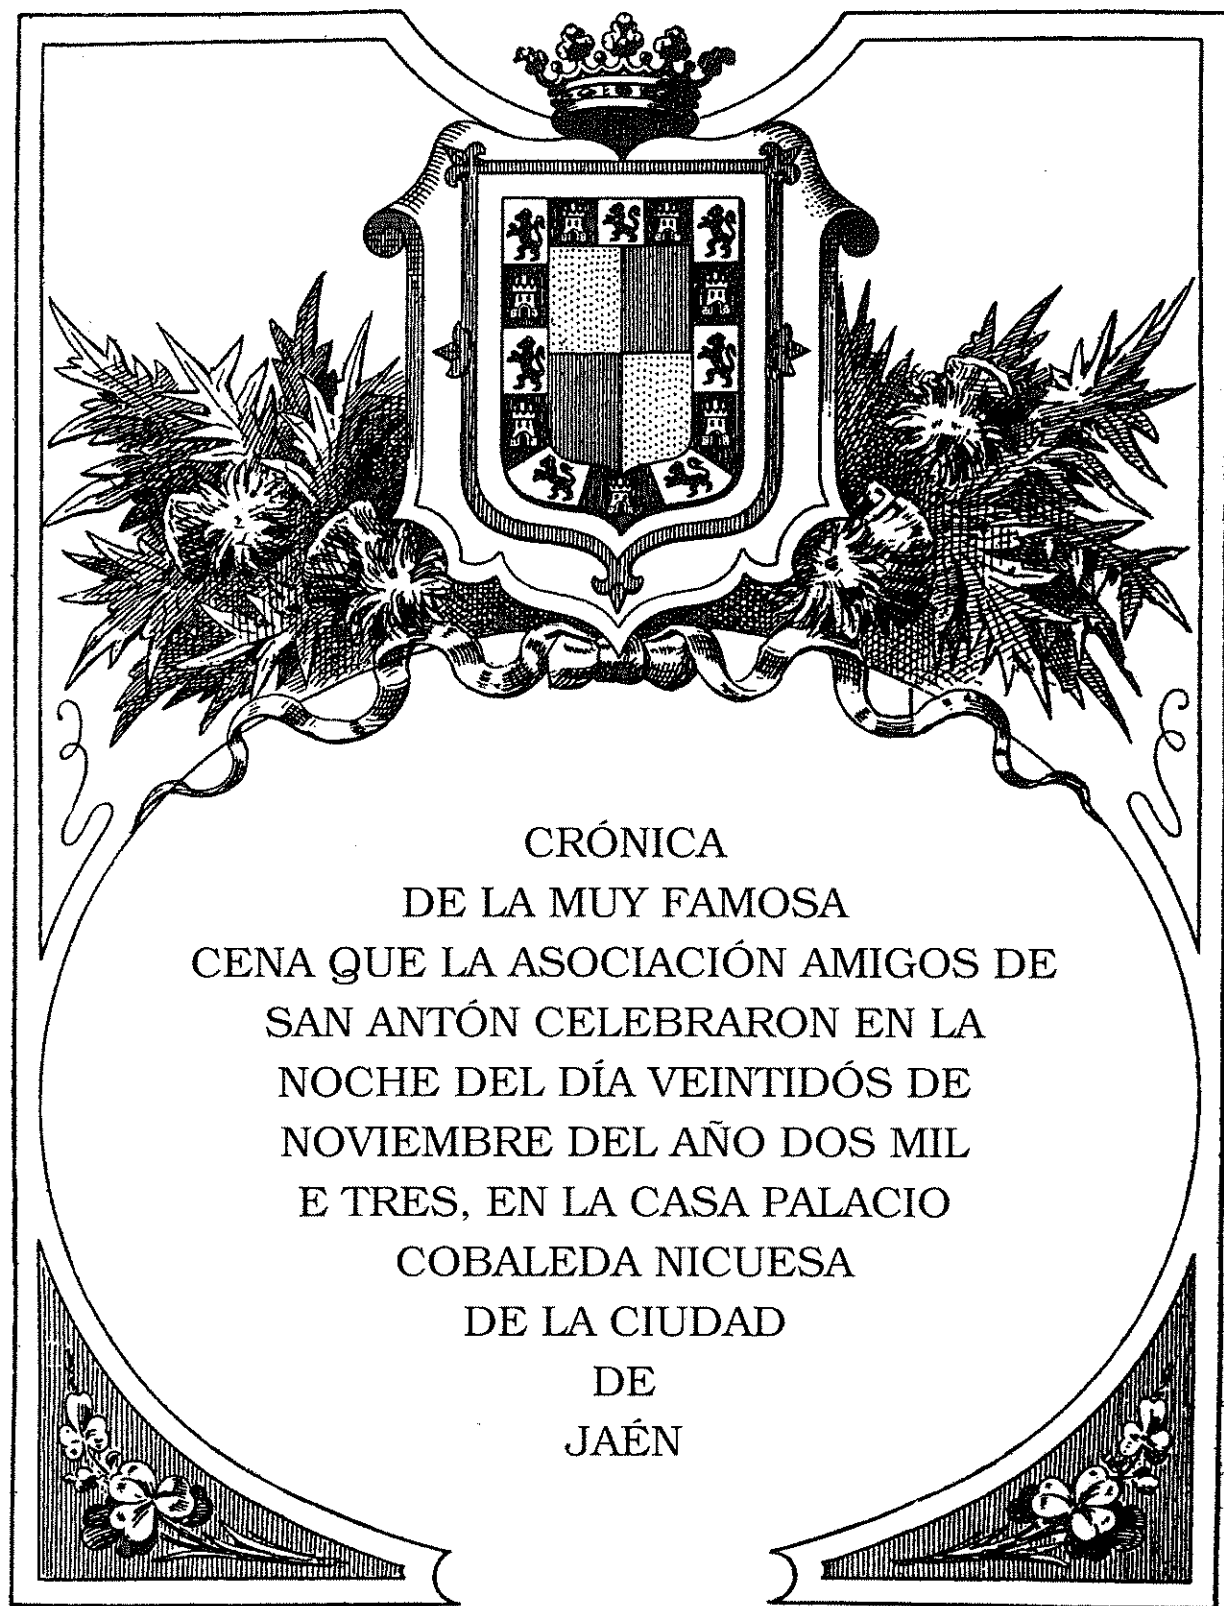 CRÓNICA
DE LA MUY FAMOSA
CENA QUE LA ASOCIACIÓN AMIGOS DE
SAN ANTÓN CELEBRARON EN LA
NOCHE DEL DÍA VEINTIDÓS DE
NOVIEMBRE DEL AÑO DOS MIL
E TRES, EN LA CASA PALACIO
COBALEDA NICUESA
DE LA CIUDAD
DE
JAÉN